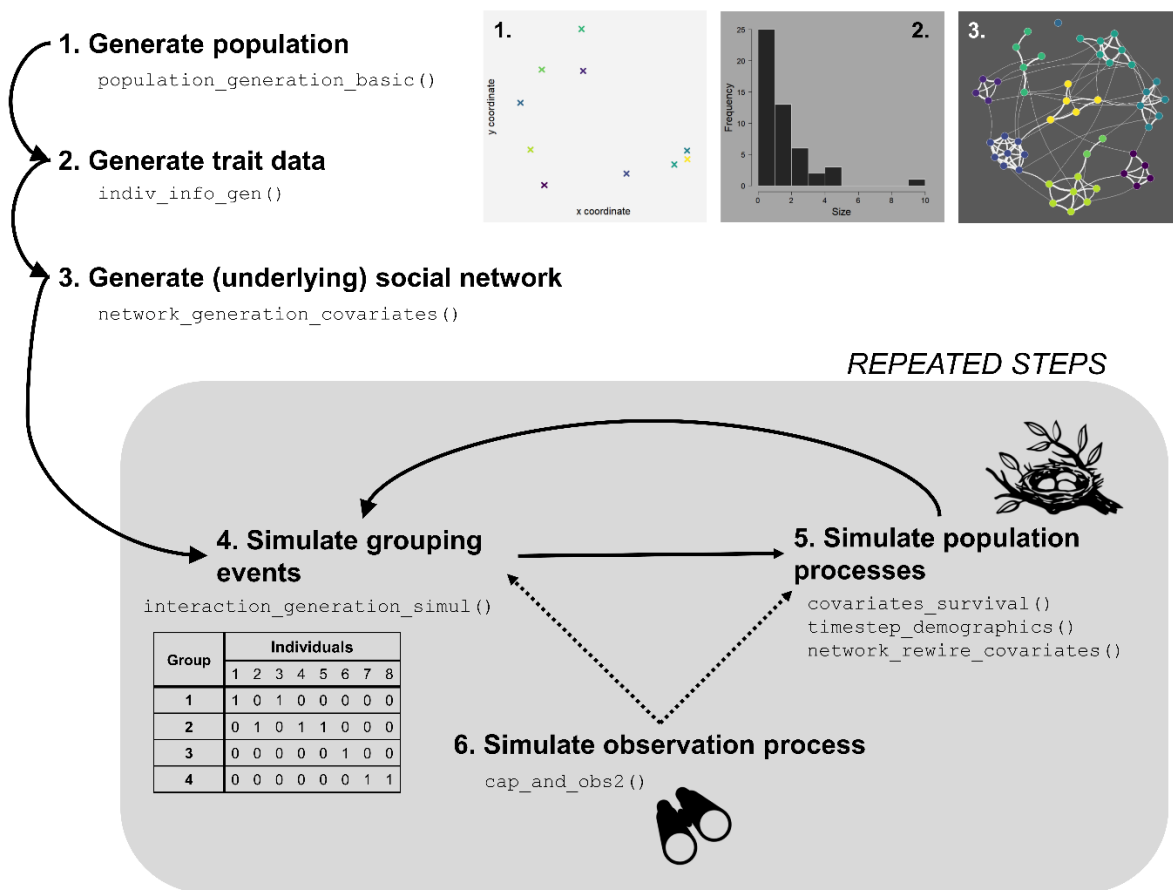 1. Generate population
population_generation_basic()
2. Generate trait data
indiv_info_gen()
3. Generate (underlying) social network
network_generation_covariates()
1.
y coordinate
x coordinate
2.
Frequency
25
20
15
10
5
0
0 2 4 6 8 10
Size
3.
REPEATED STEPS
4. Simulate grouping
events
interaction_generation_simul()
Group Individuals
1 2 3 4 5 6 7 8
1 1 0 1 0 0 0 0 0
2 0 1 0 1 1 0 0 0
3 0 0 0 0 0 1 0 0
4 0 0 0 0 0 0 1 1
5. Simulate population
processes
covariates_survival()
timestep_demographics()
network_rewire_covariates()
6. Simulate observation process
cap_and_obs2()